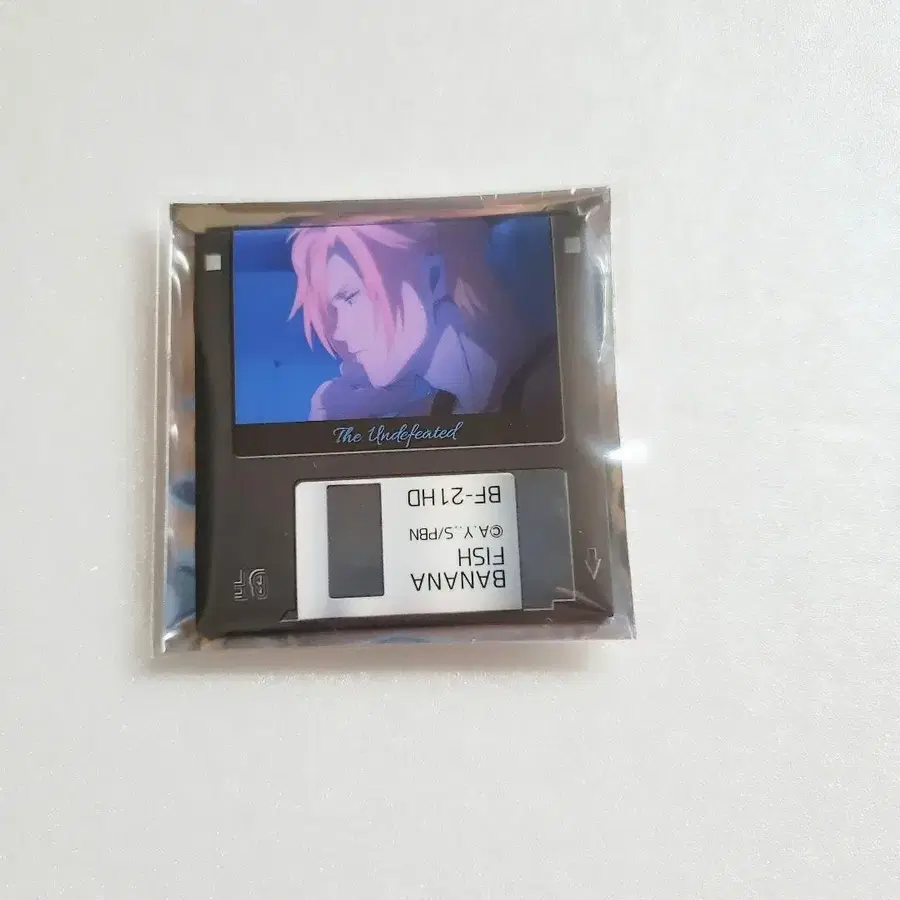 The Undefeated
BANANA
FISH
©A.Y.,S/PBN
BF-21HD